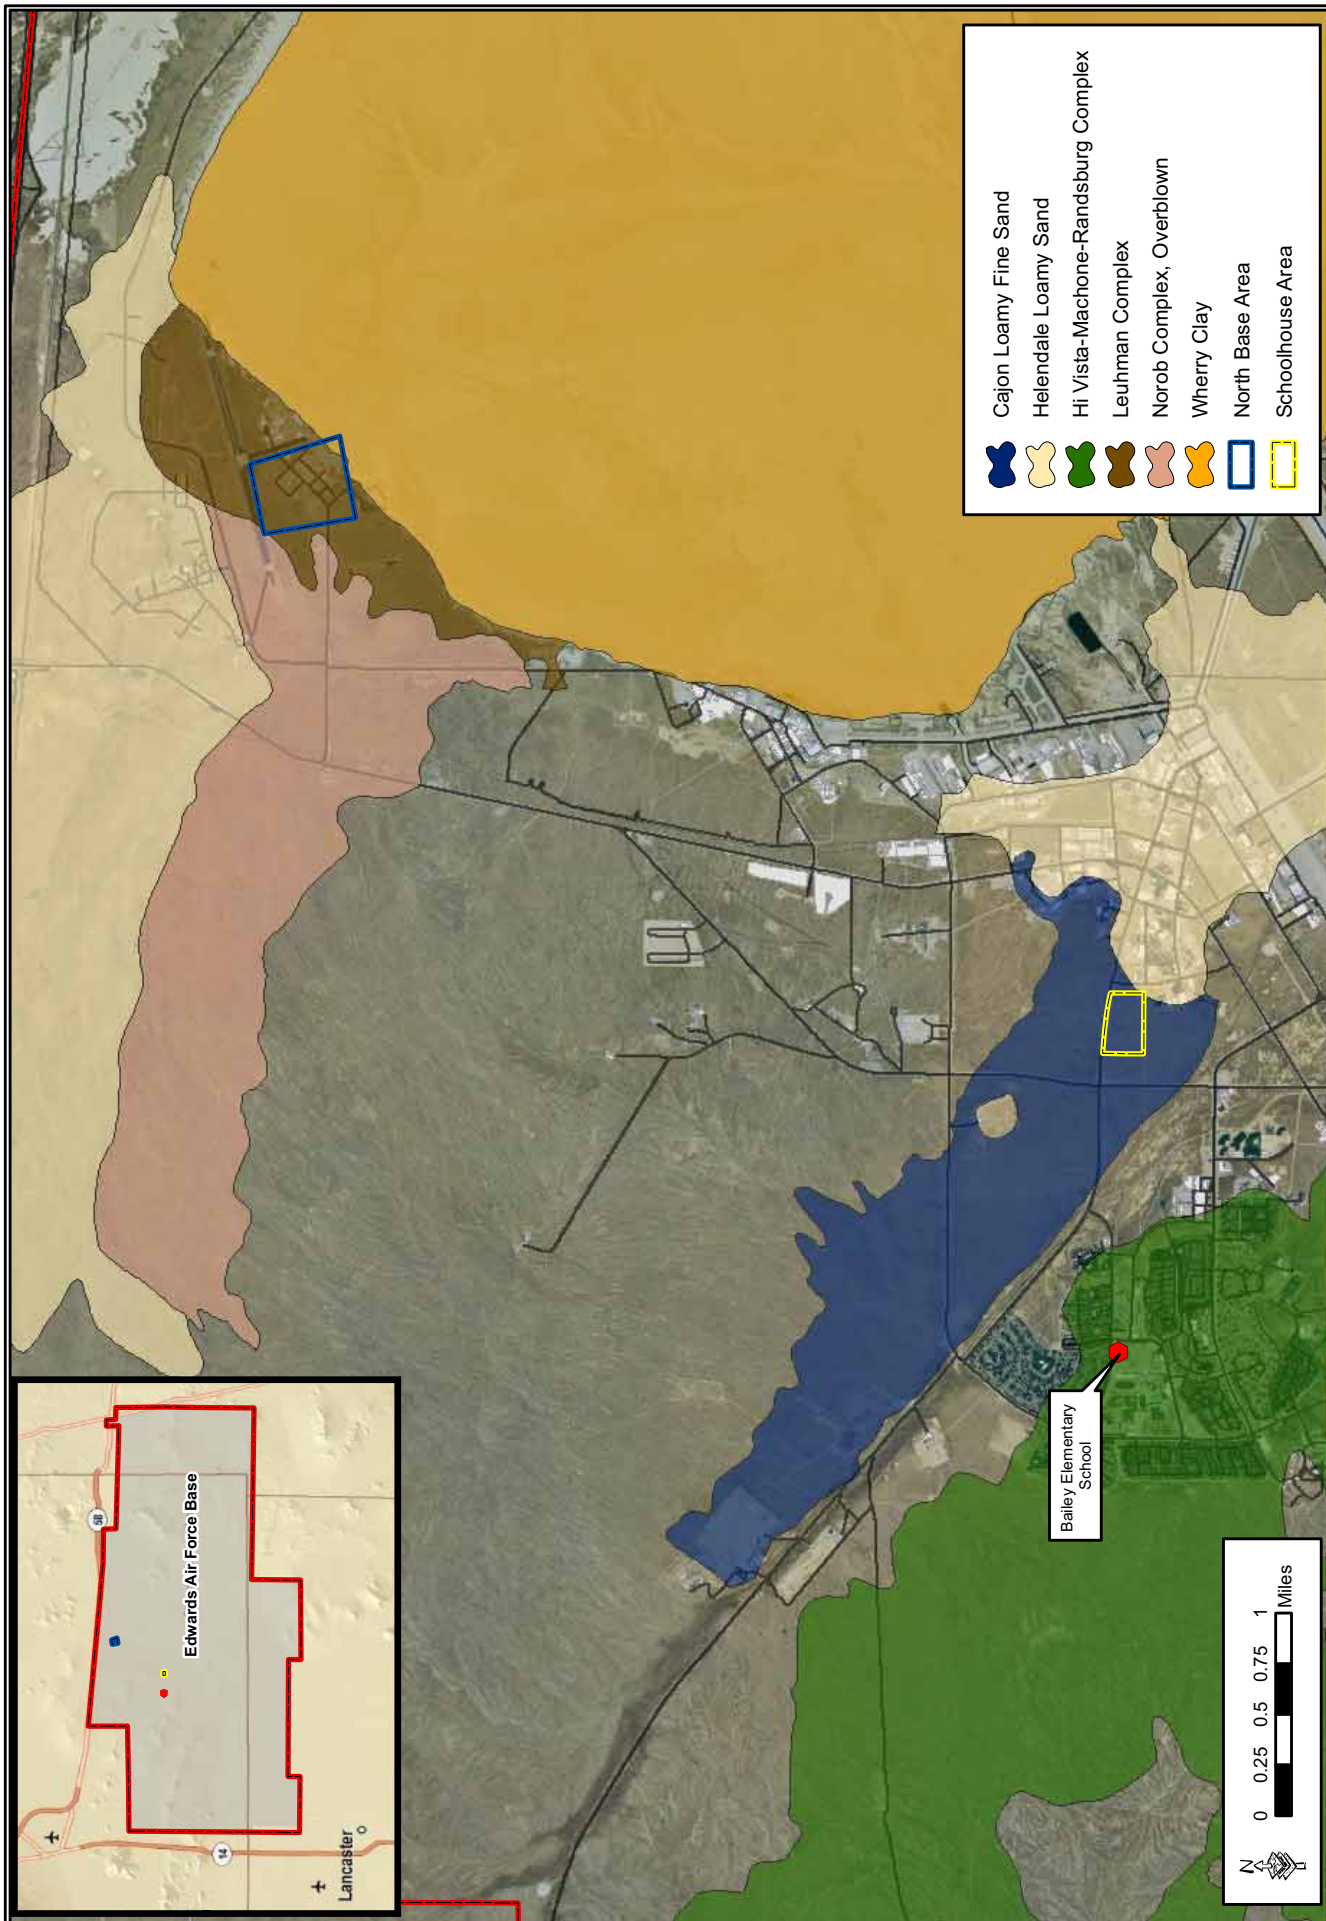 58
Edwards Air Force Base
14
Lancaster
Bailey Elementary
School
N
0 0.25 0.5 0.75 1
Miles
Cajon Loamy Fine Sand
Helendale Loamy Sand
Hi Vista-Machone-Randsburg Complex
Leuhman Complex
Norob Complex, Overblown
Wherry Clay
North Base Area
Schoolhouse Area